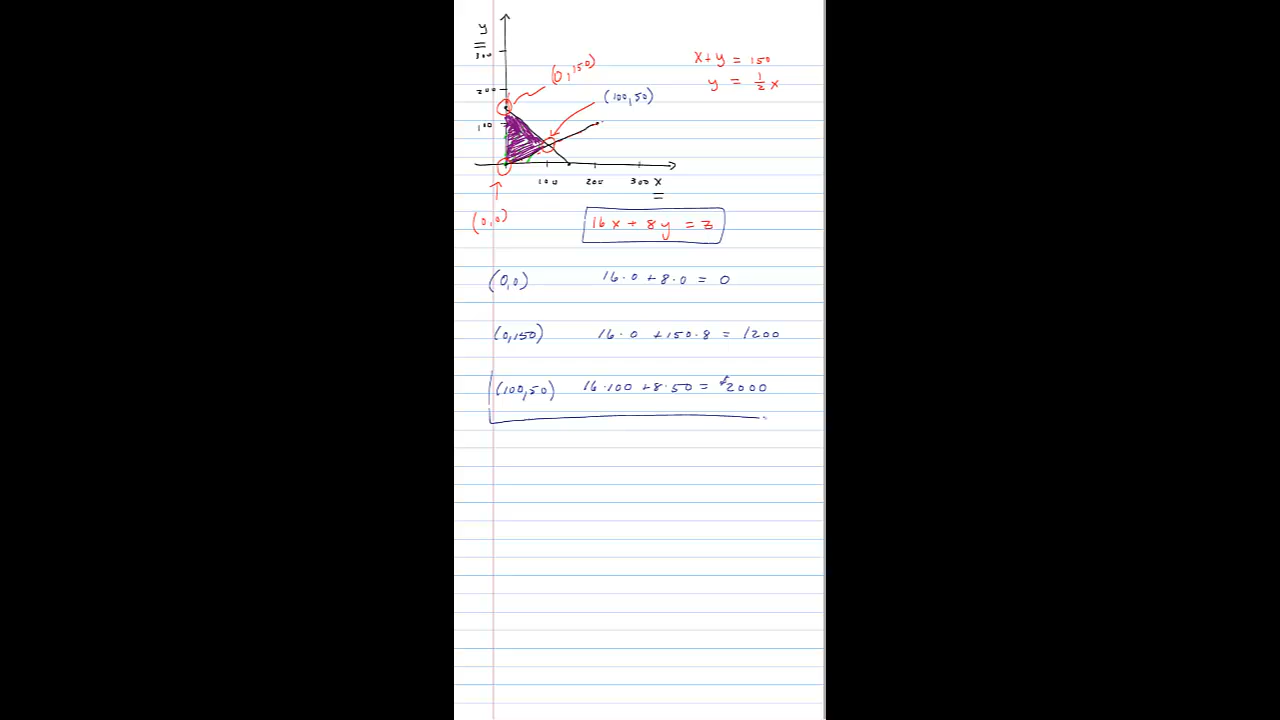 y
300
x+y = 150
(0,150)
y = 1/2 x
200
(100,50)
100
100 200 300 x
(0,0)
16x + 8y = z
(0,0) 16·0 + 8·0 = 0
(0,150) 16·0 + 150·8 = 1200
(100,50) 16·100 + 8·50 = $2000